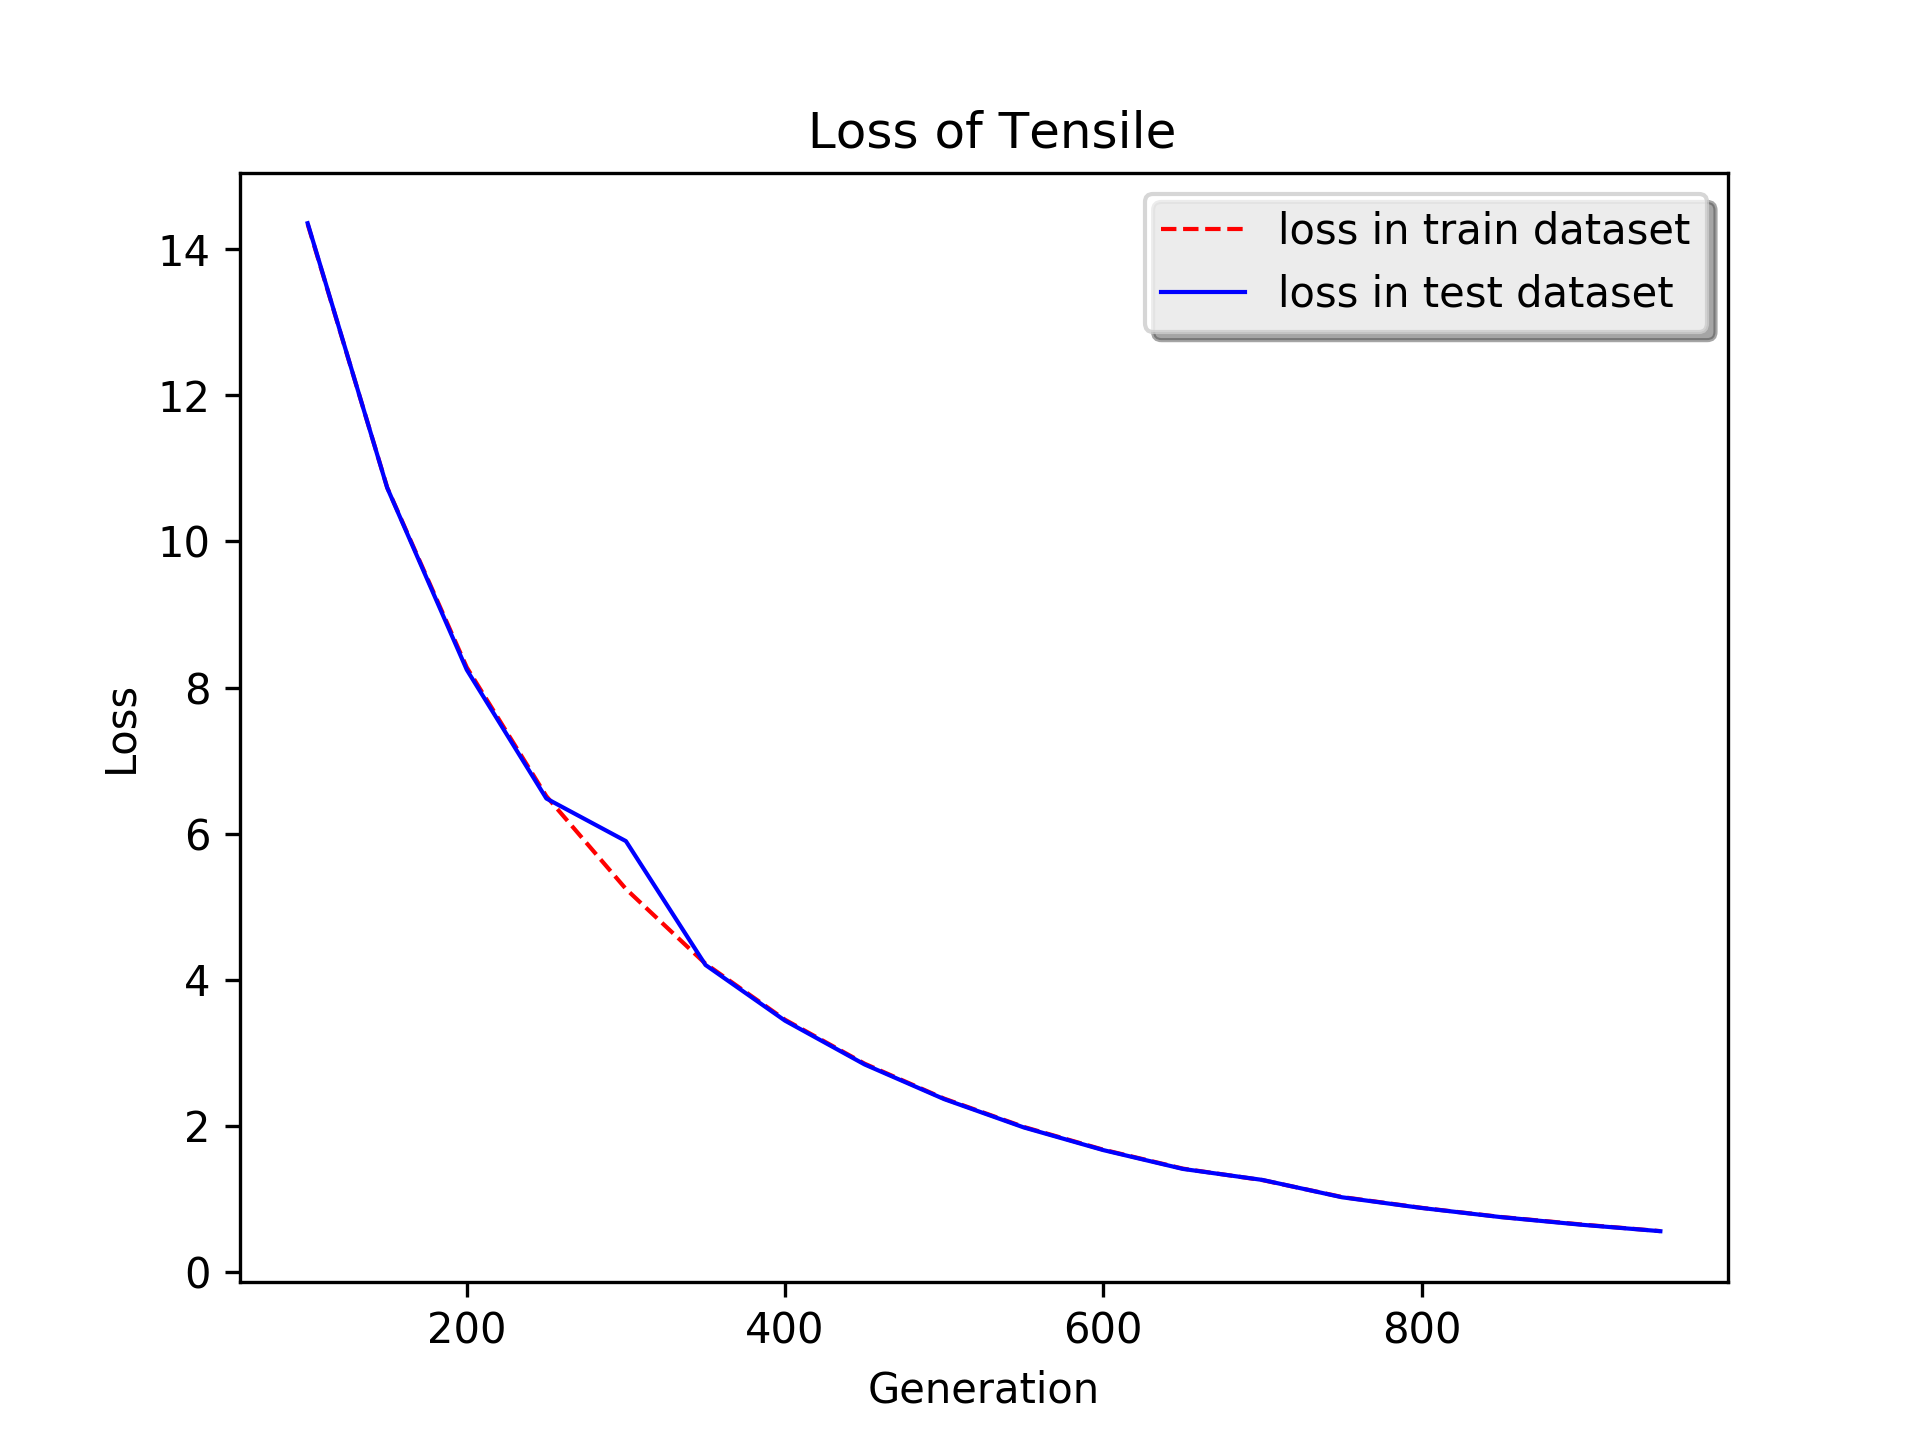 Loss of Tensile
loss in train dataset
loss in test dataset
14
12
10
8
6
4
2
0
Loss
200 400 600 800
Generation